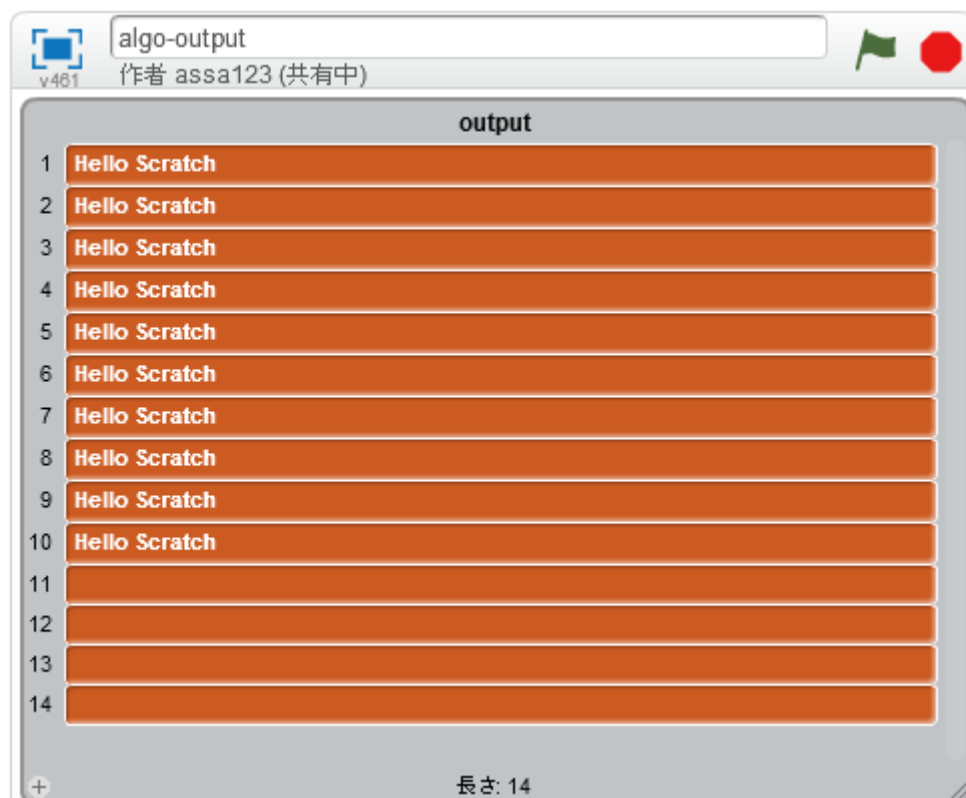 algo-output
v461
作者 assa123 (共有中)
output
1 Hello Scratch
2 Hello Scratch
3 Hello Scratch
4 Hello Scratch
5 Hello Scratch
6 Hello Scratch
7 Hello Scratch
8 Hello Scratch
9 Hello Scratch
10 Hello Scratch
11
12
13
14
+ 長さ: 14